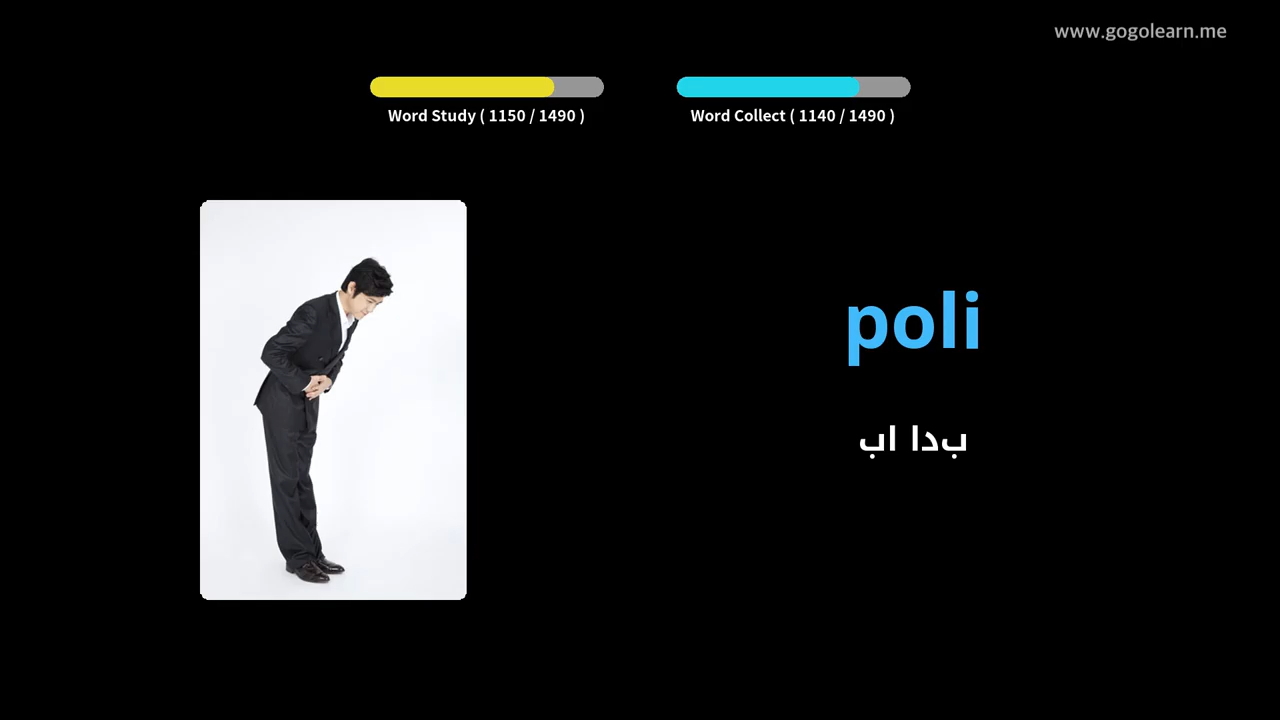 www.gogolearn.me
Word Study ( 1150 / 1490 )
Word Collect ( 1140 / 1490 )
poli
بدا اب